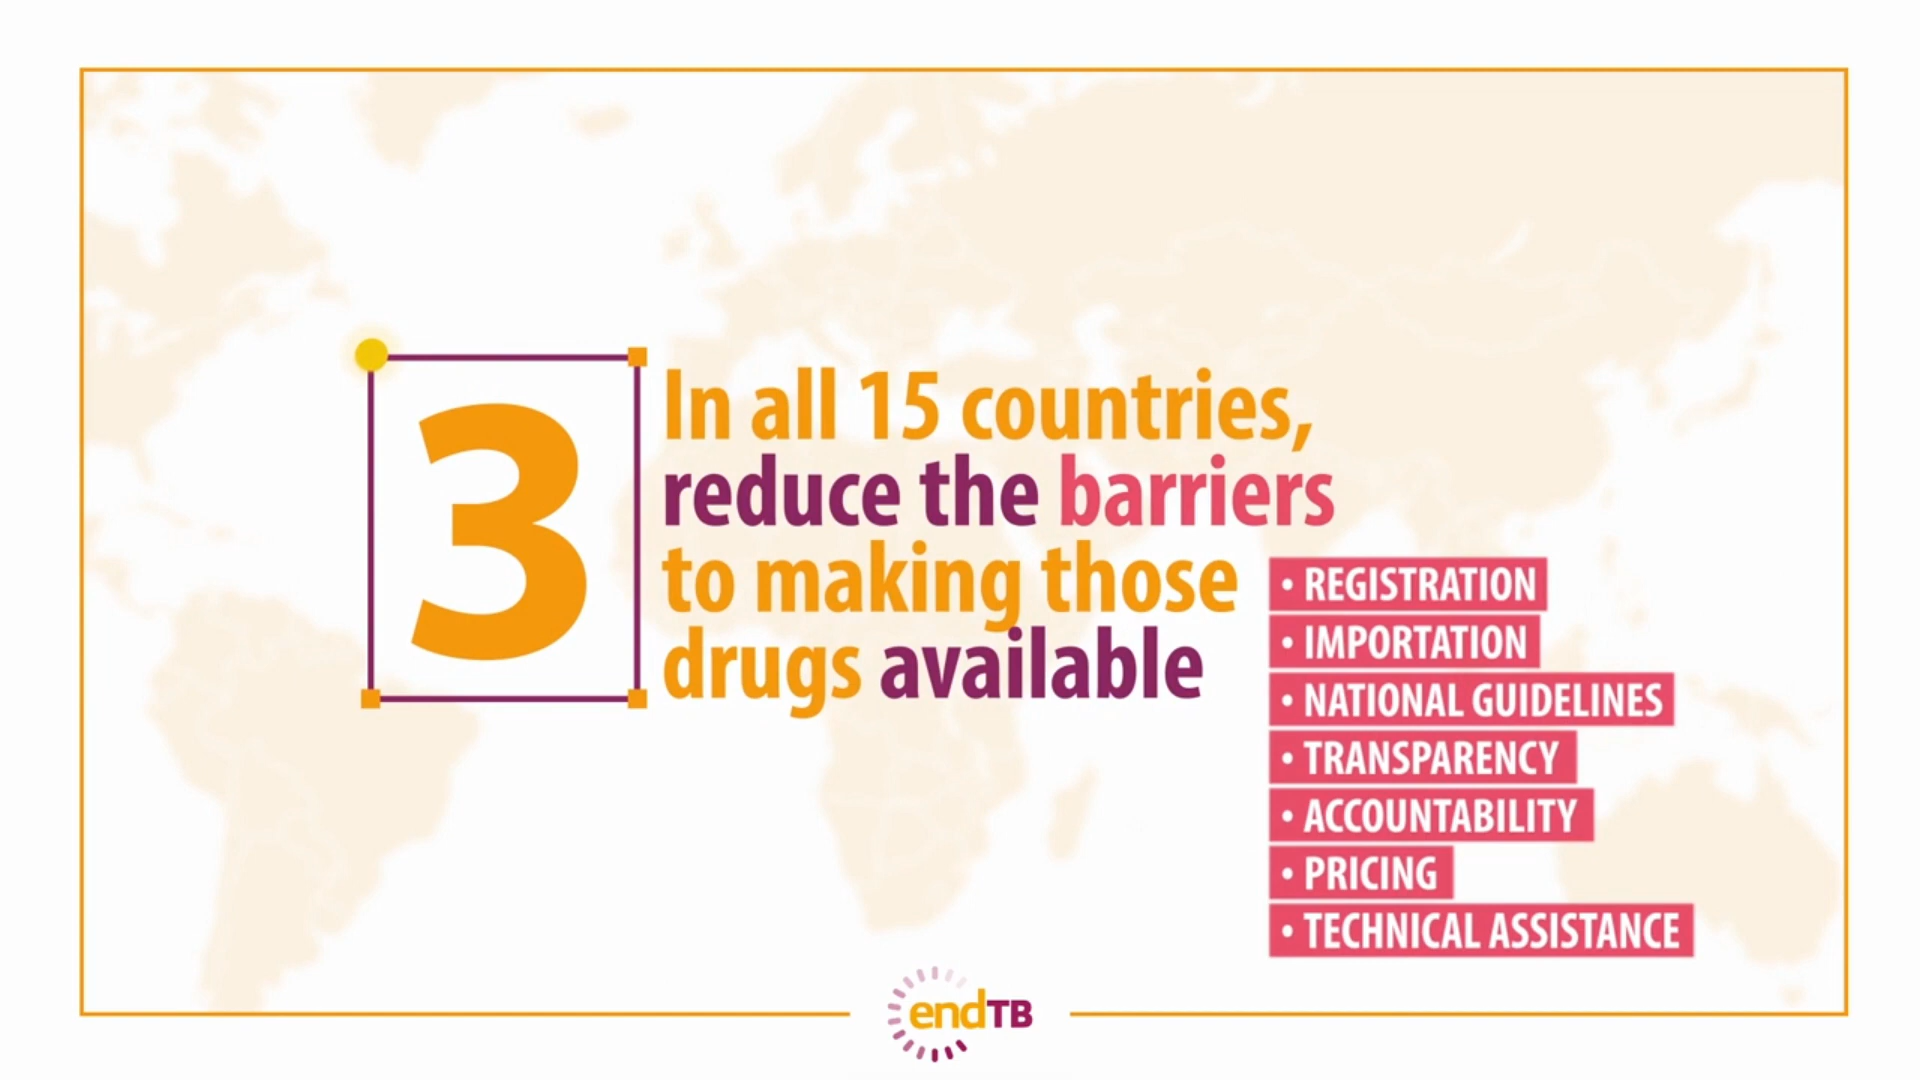 3
In all 15 countries,
reduce the barriers
to making those
drugs available
• REGISTRATION
• IMPORTATION
• NATIONAL GUIDELINES
• TRANSPARENCY
• ACCOUNTABILITY
• PRICING
• TECHNICAL ASSISTANCE
endTB